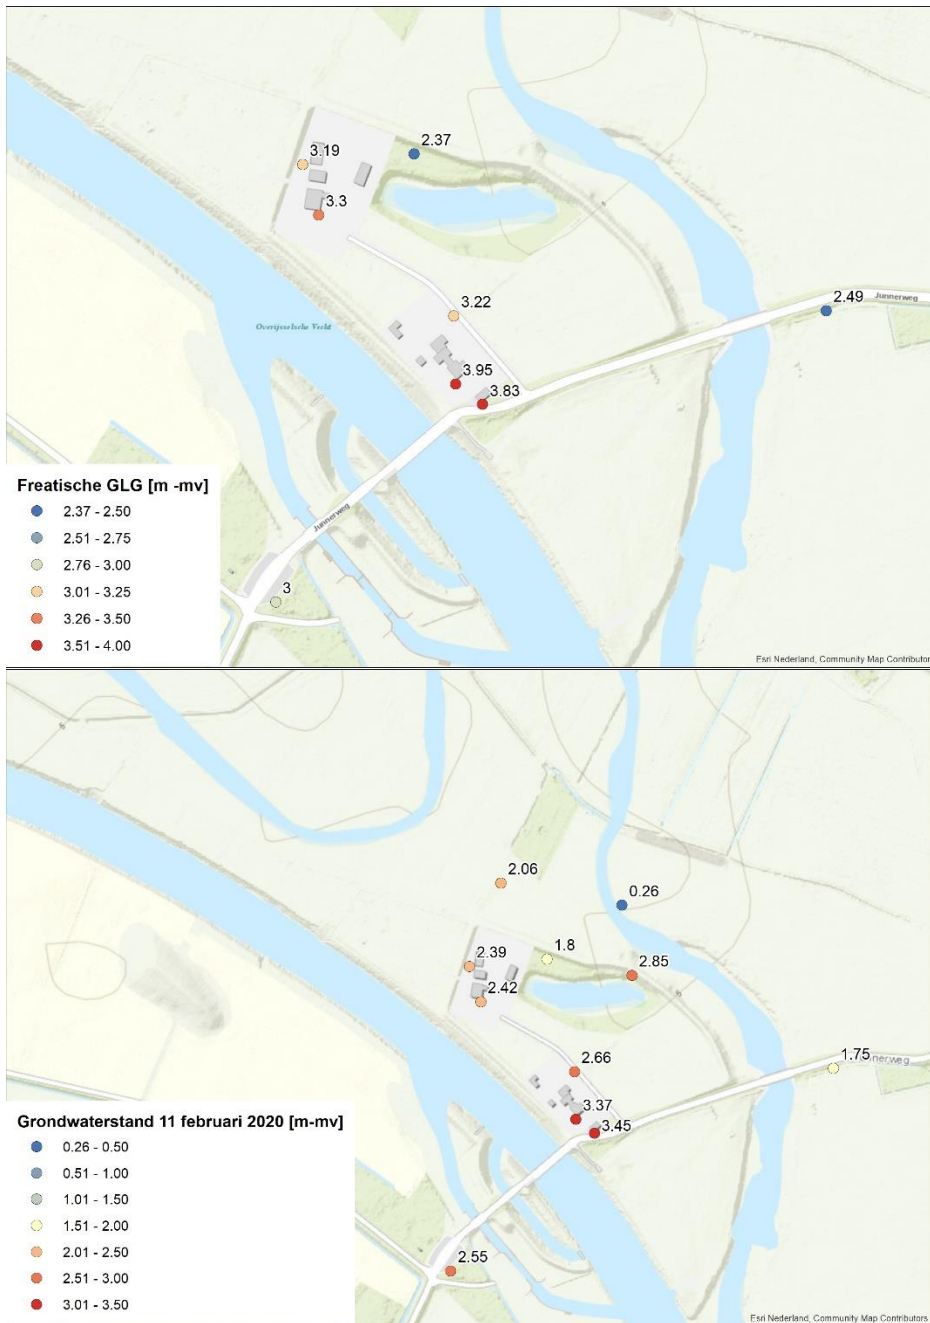 2.37
3.19
3.3
3.22
2.49
Junnerweg
Overijsselsche Vecht
3.95
3.83
Junnerweg
3
Freatische GLG [m -mv]
2.37 - 2.50
2.51 - 2.75
2.76 - 3.00
3.01 - 3.25
3.26 - 3.50
3.51 - 4.00
Esri Nederland, Community Map Contributors
2.06
0.26
1.8
2.39
2.85
2.42
1.75
Junnerweg
2.66
3.37
3.45
2.55
Grondwaterstand 11 februari 2020 [m-mv]
0.26 - 0.50
0.51 - 1.00
1.01 - 1.50
1.51 - 2.00
2.01 - 2.50
2.51 - 3.00
3.01 - 3.50
Esri Nederland, Community Map Contributors